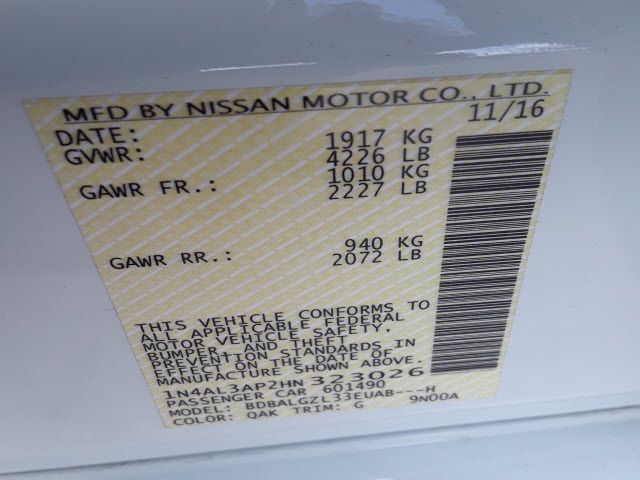 MFD BY NISSAN MOTOR CO., LTD.
DATE: 11/16
GVWR: 1917 KG
4226 LB
GAWR FR.: 1010 KG
2227 LB
GAWR RR.: 940 KG
2072 LB
THIS VEHICLE CONFORMS TO
ALL APPLICABLE FEDERAL
MOTOR VEHICLE SAFETY,
BUMPER, AND THEFT
PREVENTION STANDARDS IN
EFFECT ON THE DATE OF
MANUFACTURE SHOWN ABOVE.
1N4AL3AP2HN323026
PASSENGER CAR 601490
MODEL: BDBALGZL33EUAB---H
COLOR: QAK TRIM: G 9N00A